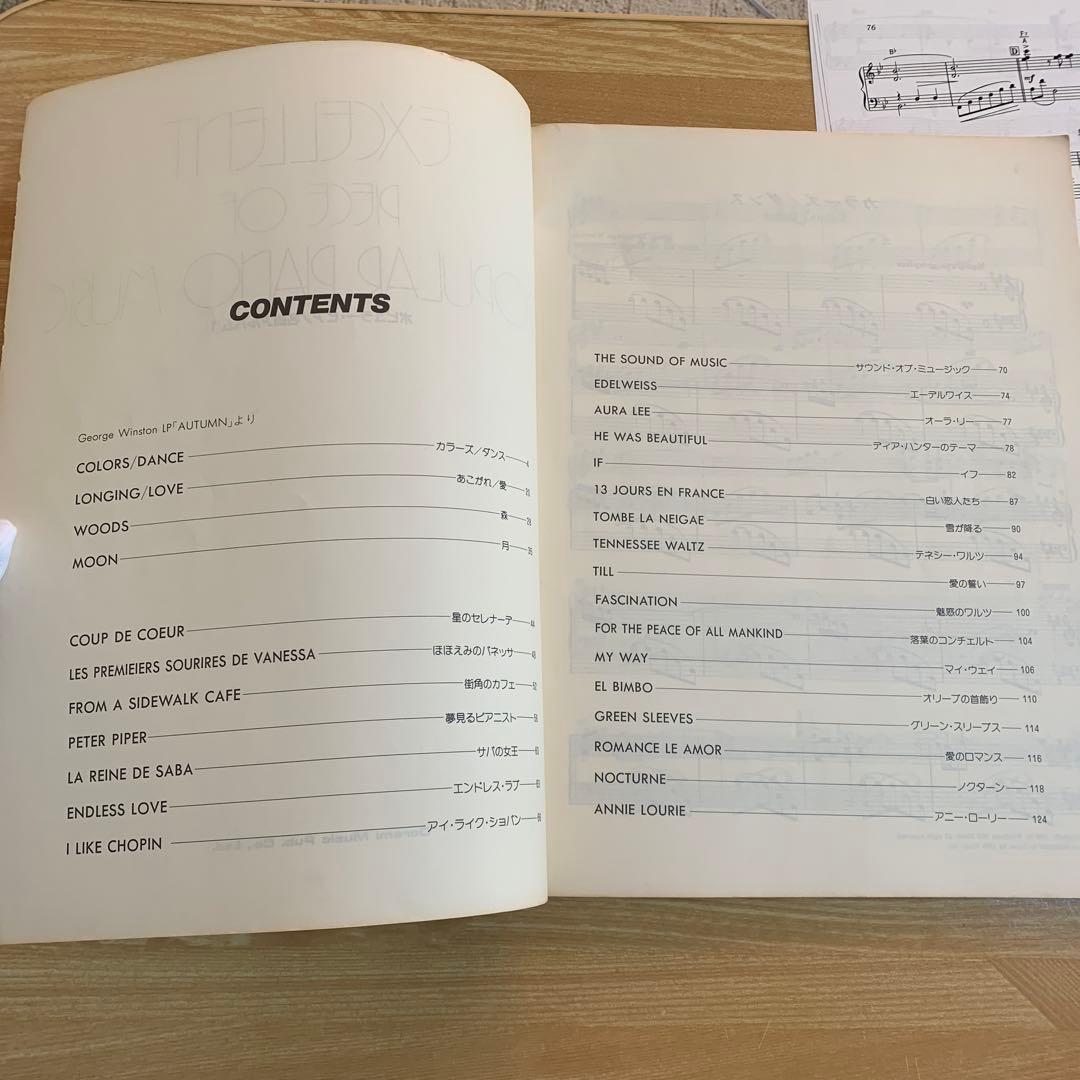 CONTENTS
George Winston LP「AUTUMN」より
COLORS/DANCE カラーズ/ダンス 4
LONGING/LOVE あこがれ/愛 20
WOODS 森 28
MOON 月 35
COUP DE COEUR 星のセレナーデ 44
LES PREMIEIERS SOURIRES DE VANESSA ほほえみのバネッサ 48
FROM A SIDEWALK CAFE 街角のカフェ 52
PETER PIPER 夢見るピアニスト
LA REINE DE SABA サバの女王 60
ENDLESS LOVE エンドレス・ラブ 63
I LIKE CHOPIN アイ・ライク・ショパン 66
THE SOUND OF MUSIC サウンド・オブ・ミュージック 70
EDELWEISS エーデルワイス 74
AURA LEE オーラ・リー 77
HE WAS BEAUTIFUL ディア・ハンターのテーマ 78
IF イフ 82
13 JOURS EN FRANCE 白い恋人たち 87
TOMBE LA NEIGAE 雪が降る 90
TENNESSEE WALTZ テネシー・ワルツ 94
TILL 愛の誓い 97
FASCINATION 魅惑のワルツ 100
FOR THE PEACE OF ALL MANKIND 落葉のコンチェルト 104
MY WAY マイ・ウェイ 106
EL BIMBO オリーブの首飾り 110
GREEN SLEEVES グリーン・スリーブス 114
ROMANCE LE AMOR 愛のロマンス 116
NOCTURNE ノクターン 118
ANNIE LOURIE アニー・ローリー 124
76
B♭
F7/A
D
mf